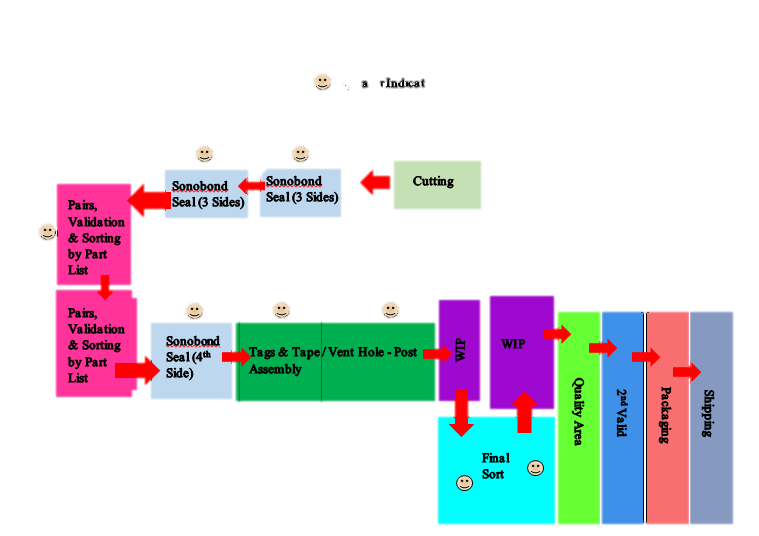 a rIndicat
Cutting
Sonobond
Seal (3 Sides)
Sonobond
Seal (3 Sides)
Pairs,
Validation
& Sorting
by Part
List
Pairs,
Validation
& Sorting
by Part
List
Sonobond
Seal (4th
Side)
Tags & Tape / Vent Hole - Post
Assembly
WIP
WIP
Final
Sort
Quality Area
2nd Valid
Packaging
Shipping